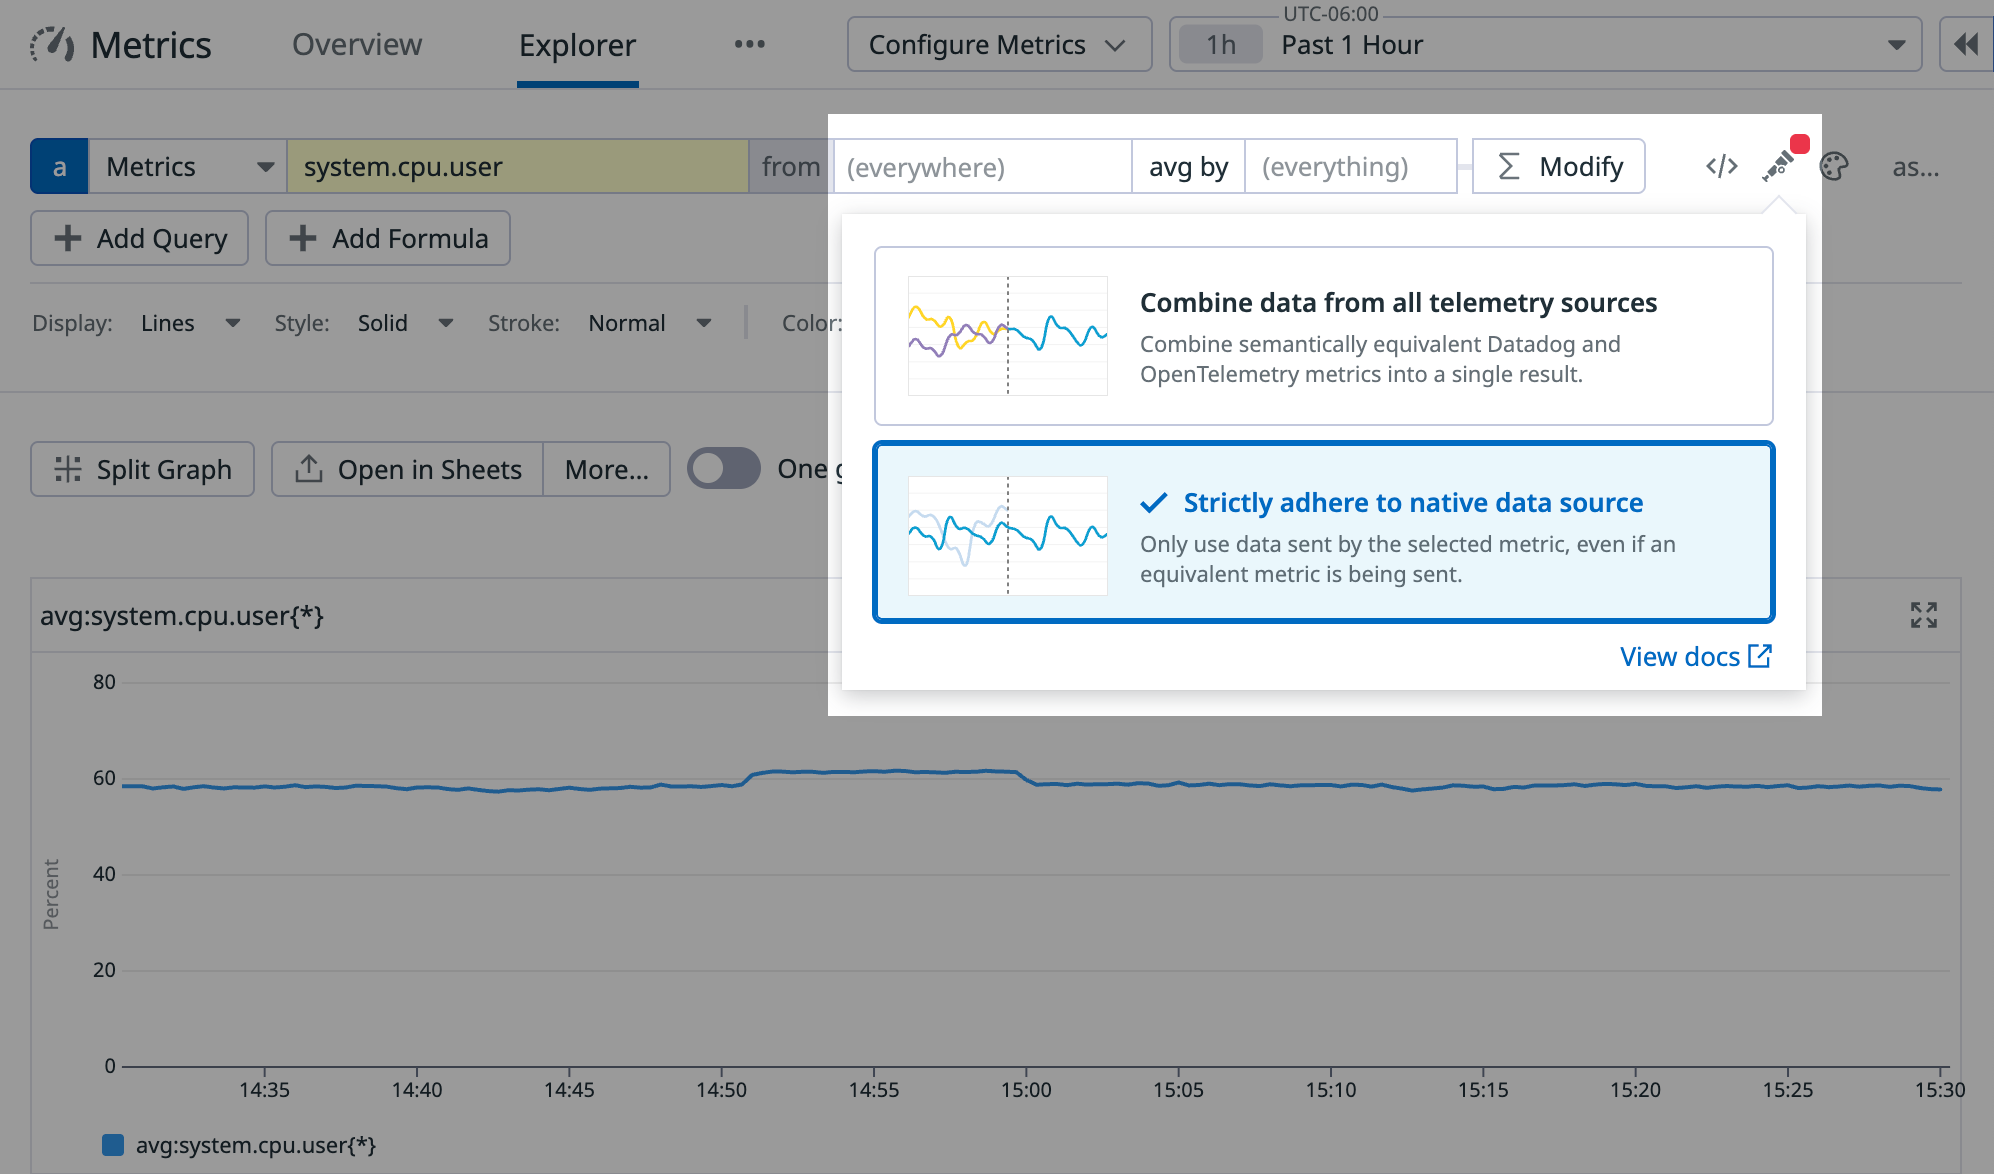 Metrics
Overview
Explorer
Configure Metrics
UTC-06:00
1h Past 1 Hour
a Metrics system.cpu.user from (everywhere) avg by (everything) Σ Modify </> as...
Add Query
Add Formula
Display: Lines Style: Solid Stroke: Normal Color:
Combine data from all telemetry sources
Combine semantically equivalent Datadog and
OpenTelemetry metrics into a single result.
Split Graph
Open in Sheets
More...
One
Strictly adhere to native data source
Only use data sent by the selected metric, even if an
equivalent metric is being sent.
View docs
avg:system.cpu.user{*}
80
60
40
20
0
Percent
14:35 14:40 14:45 14:50 14:55 15:00 15:05 15:10 15:15 15:20 15:25 15:30
avg:system.cpu.user{*}